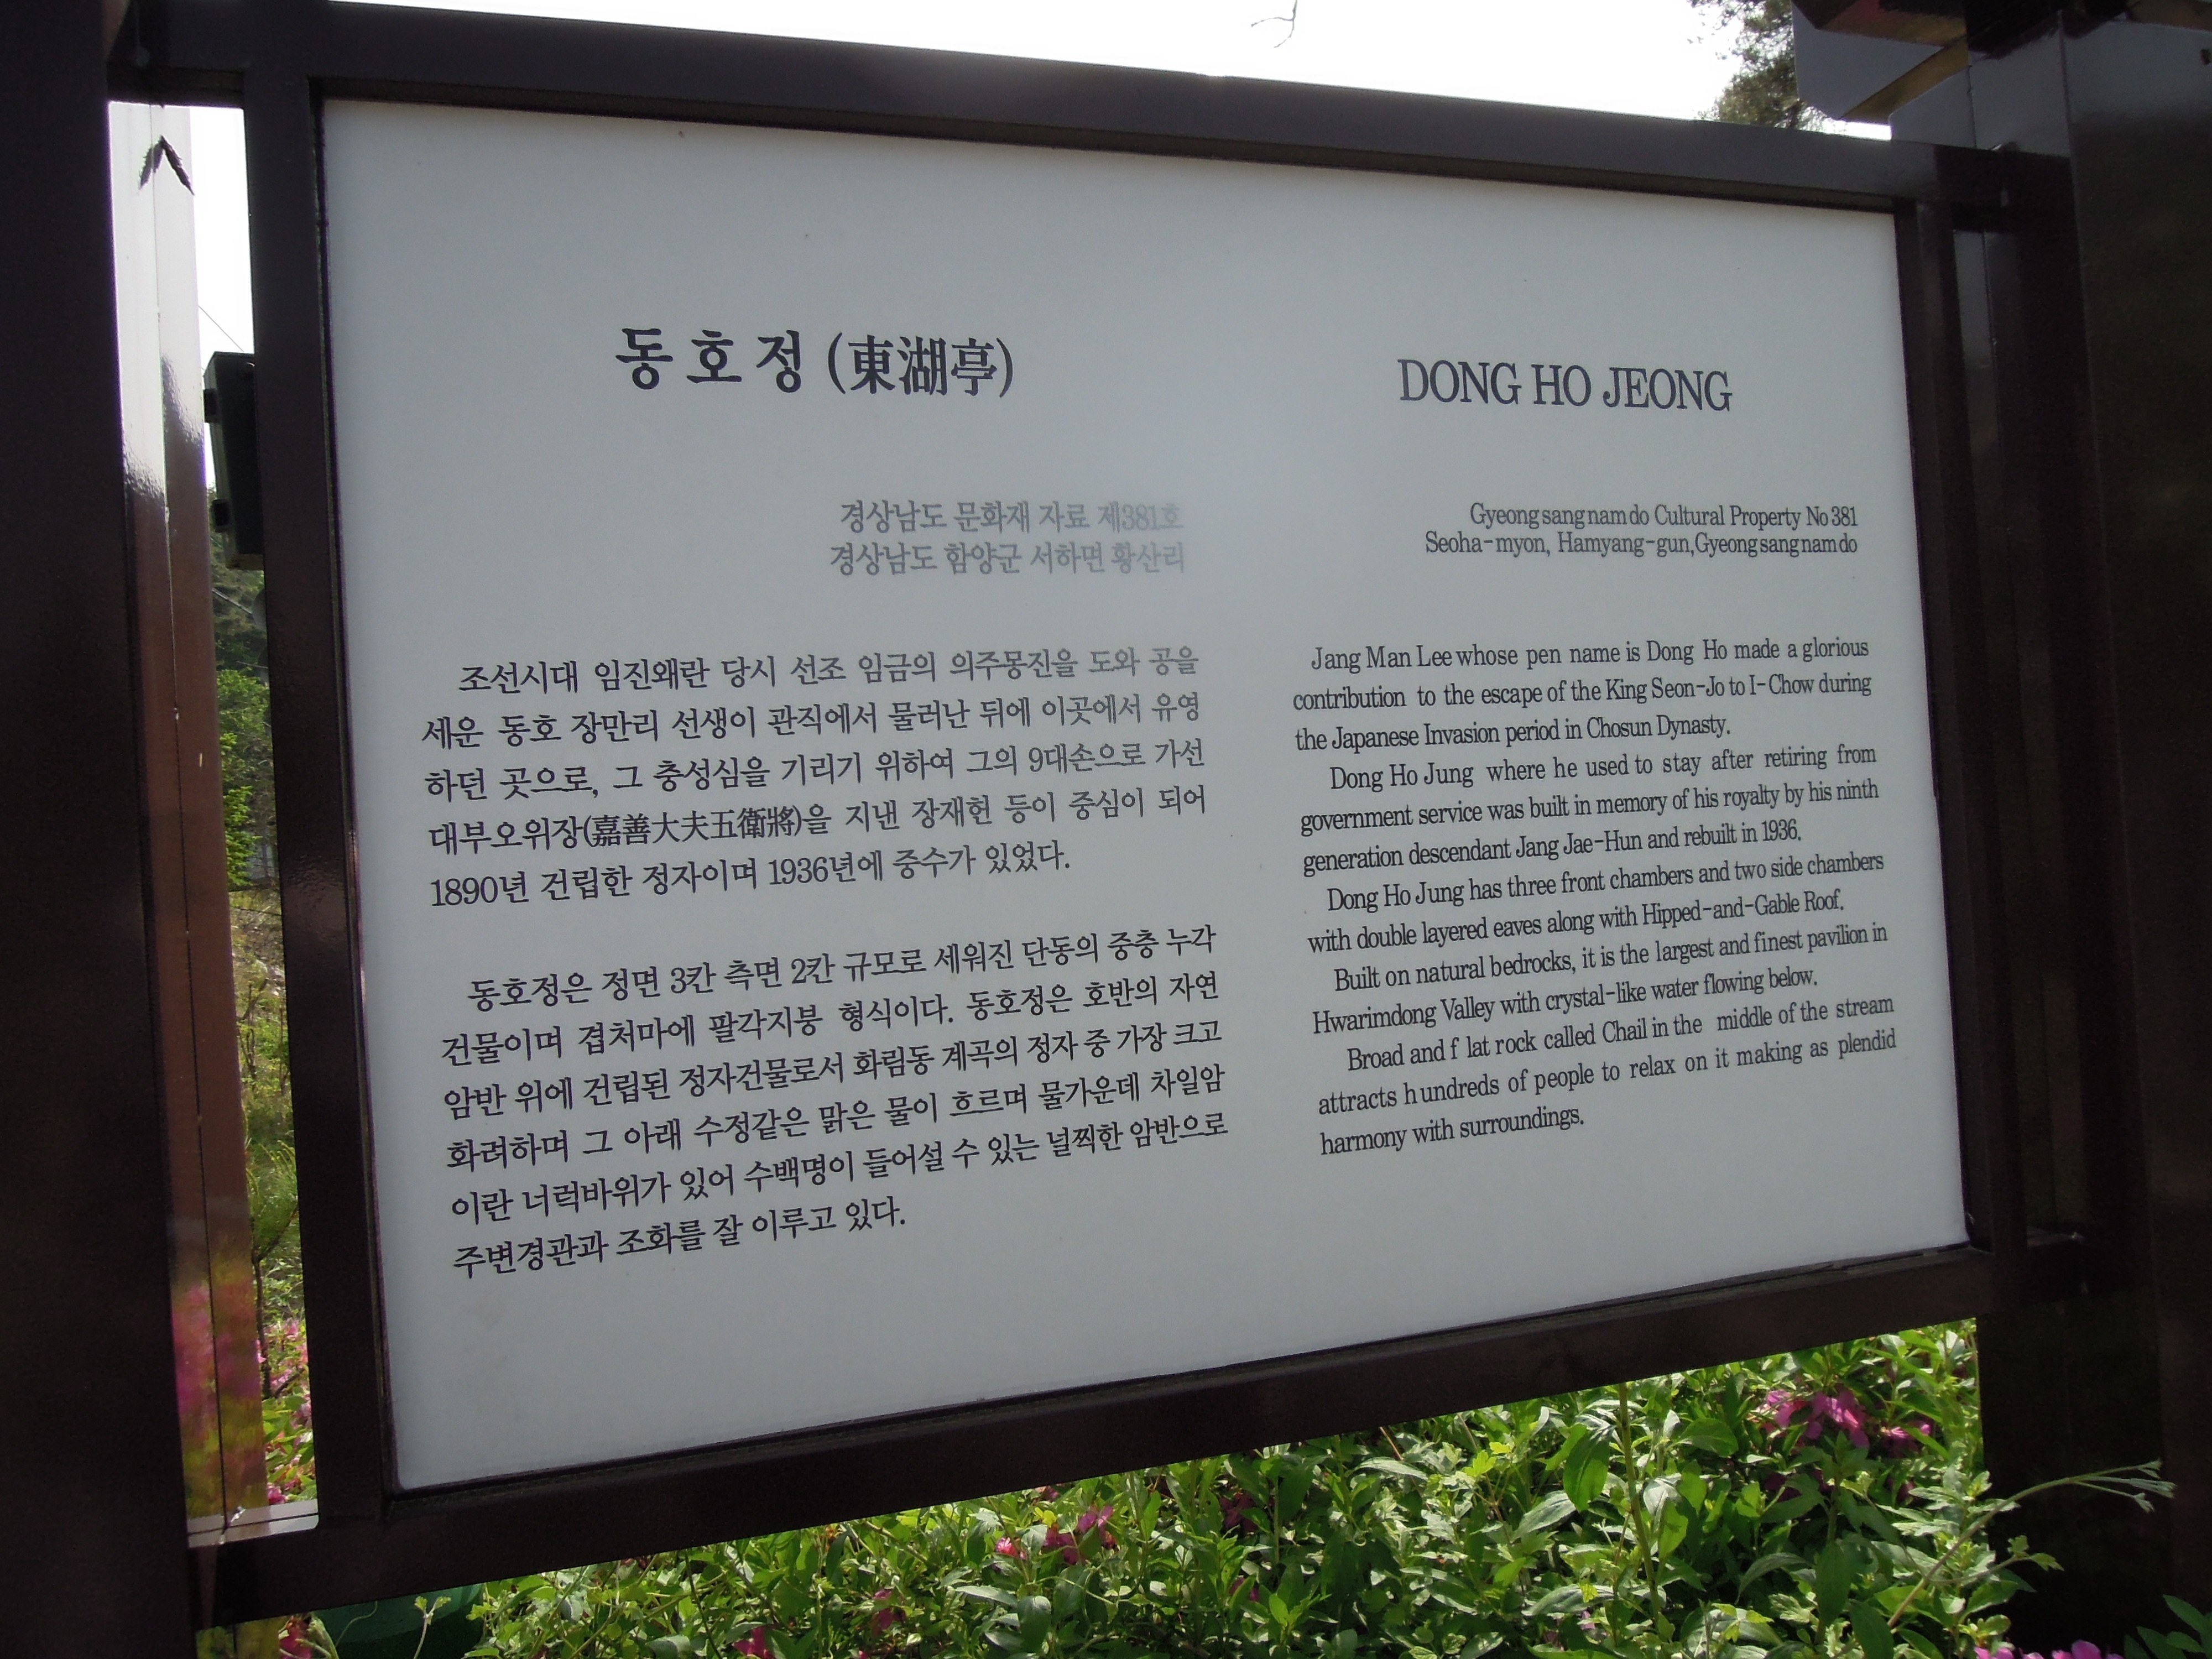 동호정 (東湖亭)
경상남도 문화재 자료 제381호
경상남도 함양군 서하면 황산리
조선시대 임진왜란 당시 선조 임금의 의주몽진을 도와 공을
세운 동호 장만리 선생이 관직에서 물러난 뒤에 이곳에서 유영
하던 곳으로, 그 충성심을 기리기 위하여 그의 9대손으로 가선
대부오위장(嘉善大夫五衛將)을 지낸 장재헌 등이 중심이 되어
1890년 건립한 정자이며 1936년에 중수가 있었다.
동호정은 정면 3칸 측면 2칸 규모로 세워진 단동의 중층 누각
건물이며 겹처마에 팔각지붕 형식이다. 동호정은 호반의 자연
암반 위에 건립된 정자건물로서 화림동 계곡의 정자 중 가장 크고
화려하며 그 아래 수정같은 맑은 물이 흐르며 물가운데 차일암
이란 너럭바위가 있어 수백명이 들어설 수 있는 널찍한 암반으로
주변경관과 조화를 잘 이루고 있다.
DONG HO JEONG
Gyeongsangnamdo Cultural Property No 381
Seoha-myon, Hamyang-gun,Gyeongsangnamdo
Jang Man Lee whose pen name is Dong Ho made a glorious
contribution to the escape of the King Seon-Jo to I-Chow during
the Japanese Invasion period in Chosun Dynasty.
Dong Ho Jung where he used to stay after retiring from
government service was built in memory of his royalty by his ninth
generation descendant Jang Jae-Hun and rebuilt in 1936.
Dong Ho Jung has three front chambers and two side chambers
with double layered eaves along with Hipped-and-Gable Roof.
Built on natural bedrocks, it is the largest and finest pavilion in
Hwarimdong Valley with crystal-like water flowing below.
Broad and f lat rock called Chail in the middle of the stream
attracts hundreds of people to relax on it making as plendid
harmony with surroundings.